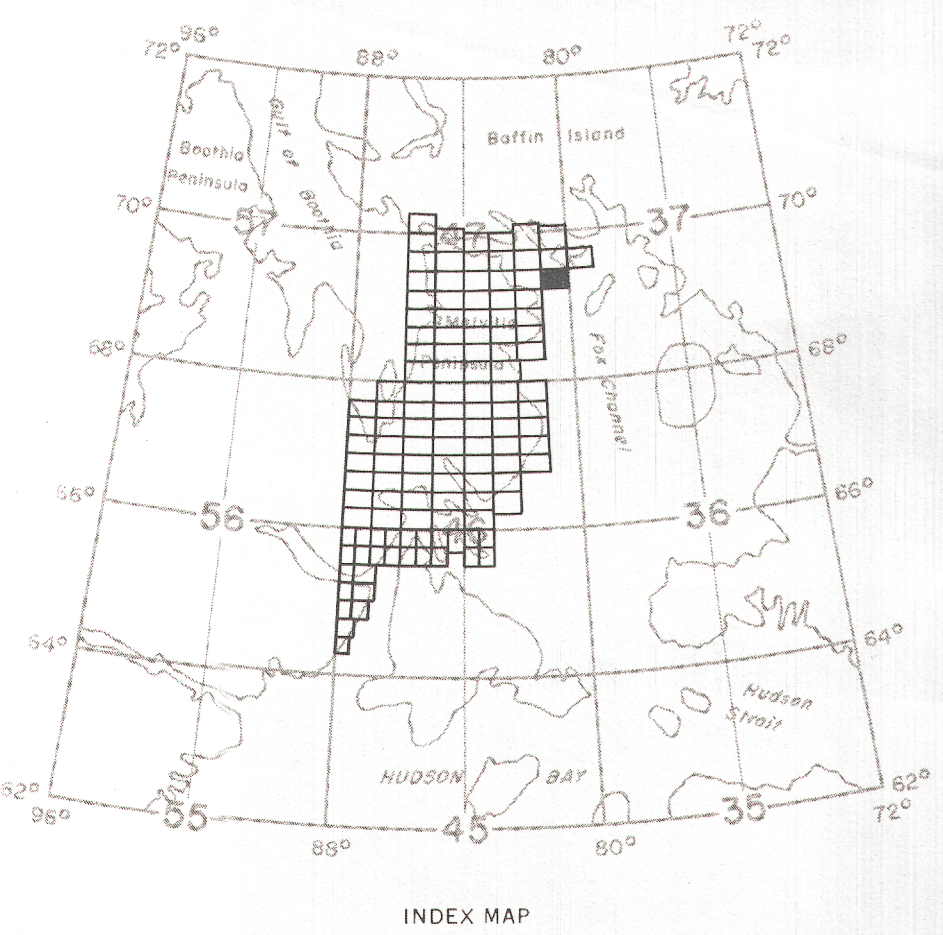 96°
72°
88°
80°
72°
72°
Gulf of Boothia
Baffin Island
Boothia
Peninsula
70°
57
47
37
70°
Melville
Peninsula
68°
Fox Channel
68°
66°
56
46
36
66°
64°
64°
Hudson
Strait
HUDSON BAY
62°
96°
55
45
35
62°
72°
88°
80°
INDEX MAP